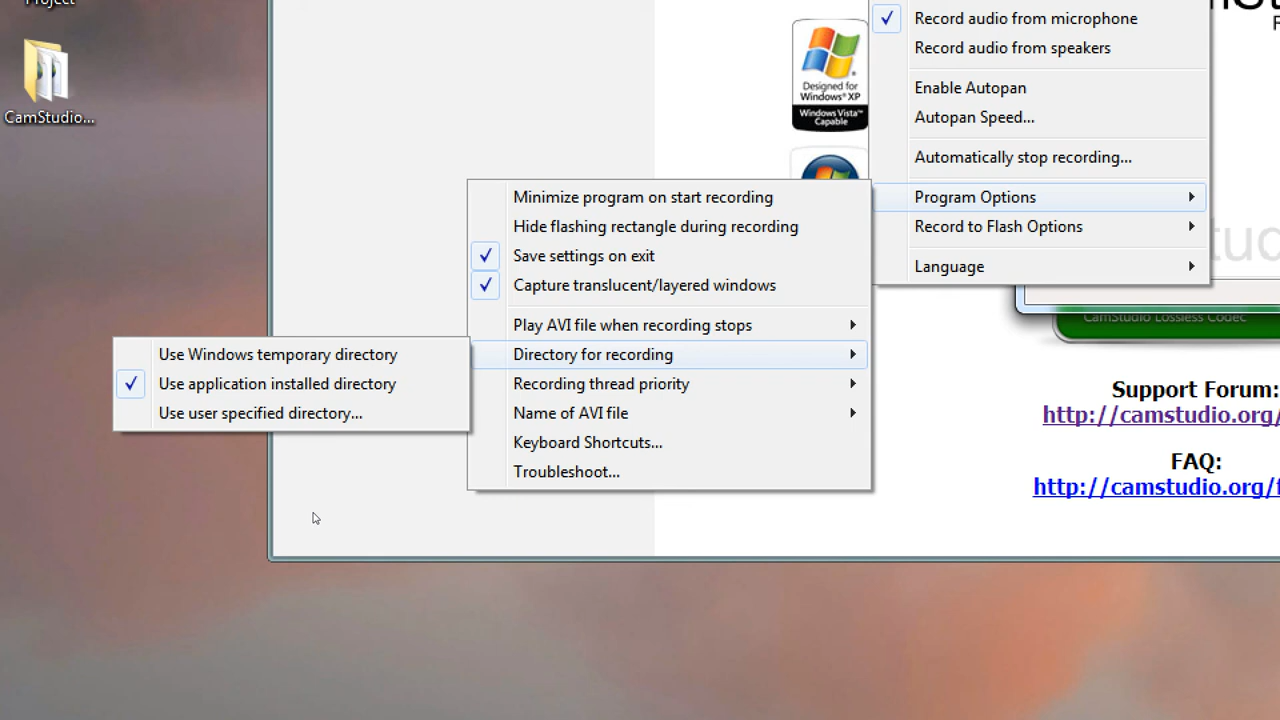 Project
CamStudio...
Record audio from microphone
Record audio from speakers
Enable Autopan
Autopan Speed...
Automatically stop recording...
Program Options
Record to Flash Options
Language
Designed for
Windows® XP
Windows Vista™
Capable
Minimize program on start recording
Hide flashing rectangle during recording
Save settings on exit
Capture translucent/layered windows
Play AVI file when recording stops
Directory for recording
Recording thread priority
Name of AVI file
Keyboard Shortcuts...
Troubleshoot...
Use Windows temporary directory
Use application installed directory
Use user specified directory...
CamStudio Lossless Codec
Support Forum:
http://camstudio.org/
FAQ:
http://camstudio.org/f